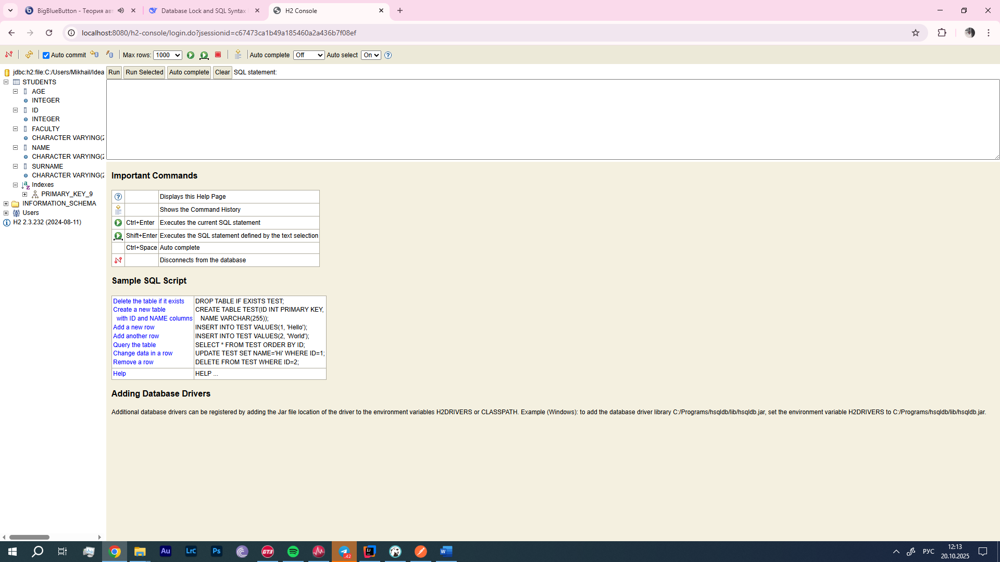 BigBlueButton - Теория авт
Database Lock and SQL Syntax
H2 Console
localhost:8080/h2-console/login.do?jsessionid=c67473ca1b49a185460a2a436b7f08ef
Auto commit
Max rows: 1000
Auto complete Off
Auto select On
jdbc:h2:file:C:/Users/Mikhail/Idea
STUDENTS
AGE
INTEGER
ID
INTEGER
FACULTY
CHARACTER VARYING(2
NAME
CHARACTER VARYING(2
SURNAME
CHARACTER VARYING(2
Indexes
PRIMARY_KEY_9
INFORMATION_SCHEMA
Users
H2 2.3.232 (2024-08-11)
Run Run Selected Auto complete Clear SQL statement:
Important Commands
Displays this Help Page
Shows the Command History
Ctrl+Enter Executes the current SQL statement
Shift+Enter Executes the SQL statement defined by the text selection
Ctrl+Space Auto complete
Disconnects from the database
Sample SQL Script
Delete the table if it exists DROP TABLE IF EXISTS TEST;
Create a new table CREATE TABLE TEST(ID INT PRIMARY KEY,
with ID and NAME columns NAME VARCHAR(255));
Add a new row INSERT INTO TEST VALUES(1, 'Hello');
Add another row INSERT INTO TEST VALUES(2, 'World');
Query the table SELECT * FROM TEST ORDER BY ID;
Change data in a row UPDATE TEST SET NAME='Hi' WHERE ID=1;
Remove a row DELETE FROM TEST WHERE ID=2;
Help HELP ...
Adding Database Drivers
Additional database drivers can be registered by adding the Jar file location of the driver to the environment variables H2DRIVERS or CLASSPATH. Example (Windows): to add the database driver library C:/Programs/hsqldb/lib/hsqldb.jar, set the environment variable H2DRIVERS to C:/Programs/hsqldb/lib/hsqldb.jar.
Au
LrC
Ps
GT3
42
IJ
W
РУС
12:13
20.10.2025